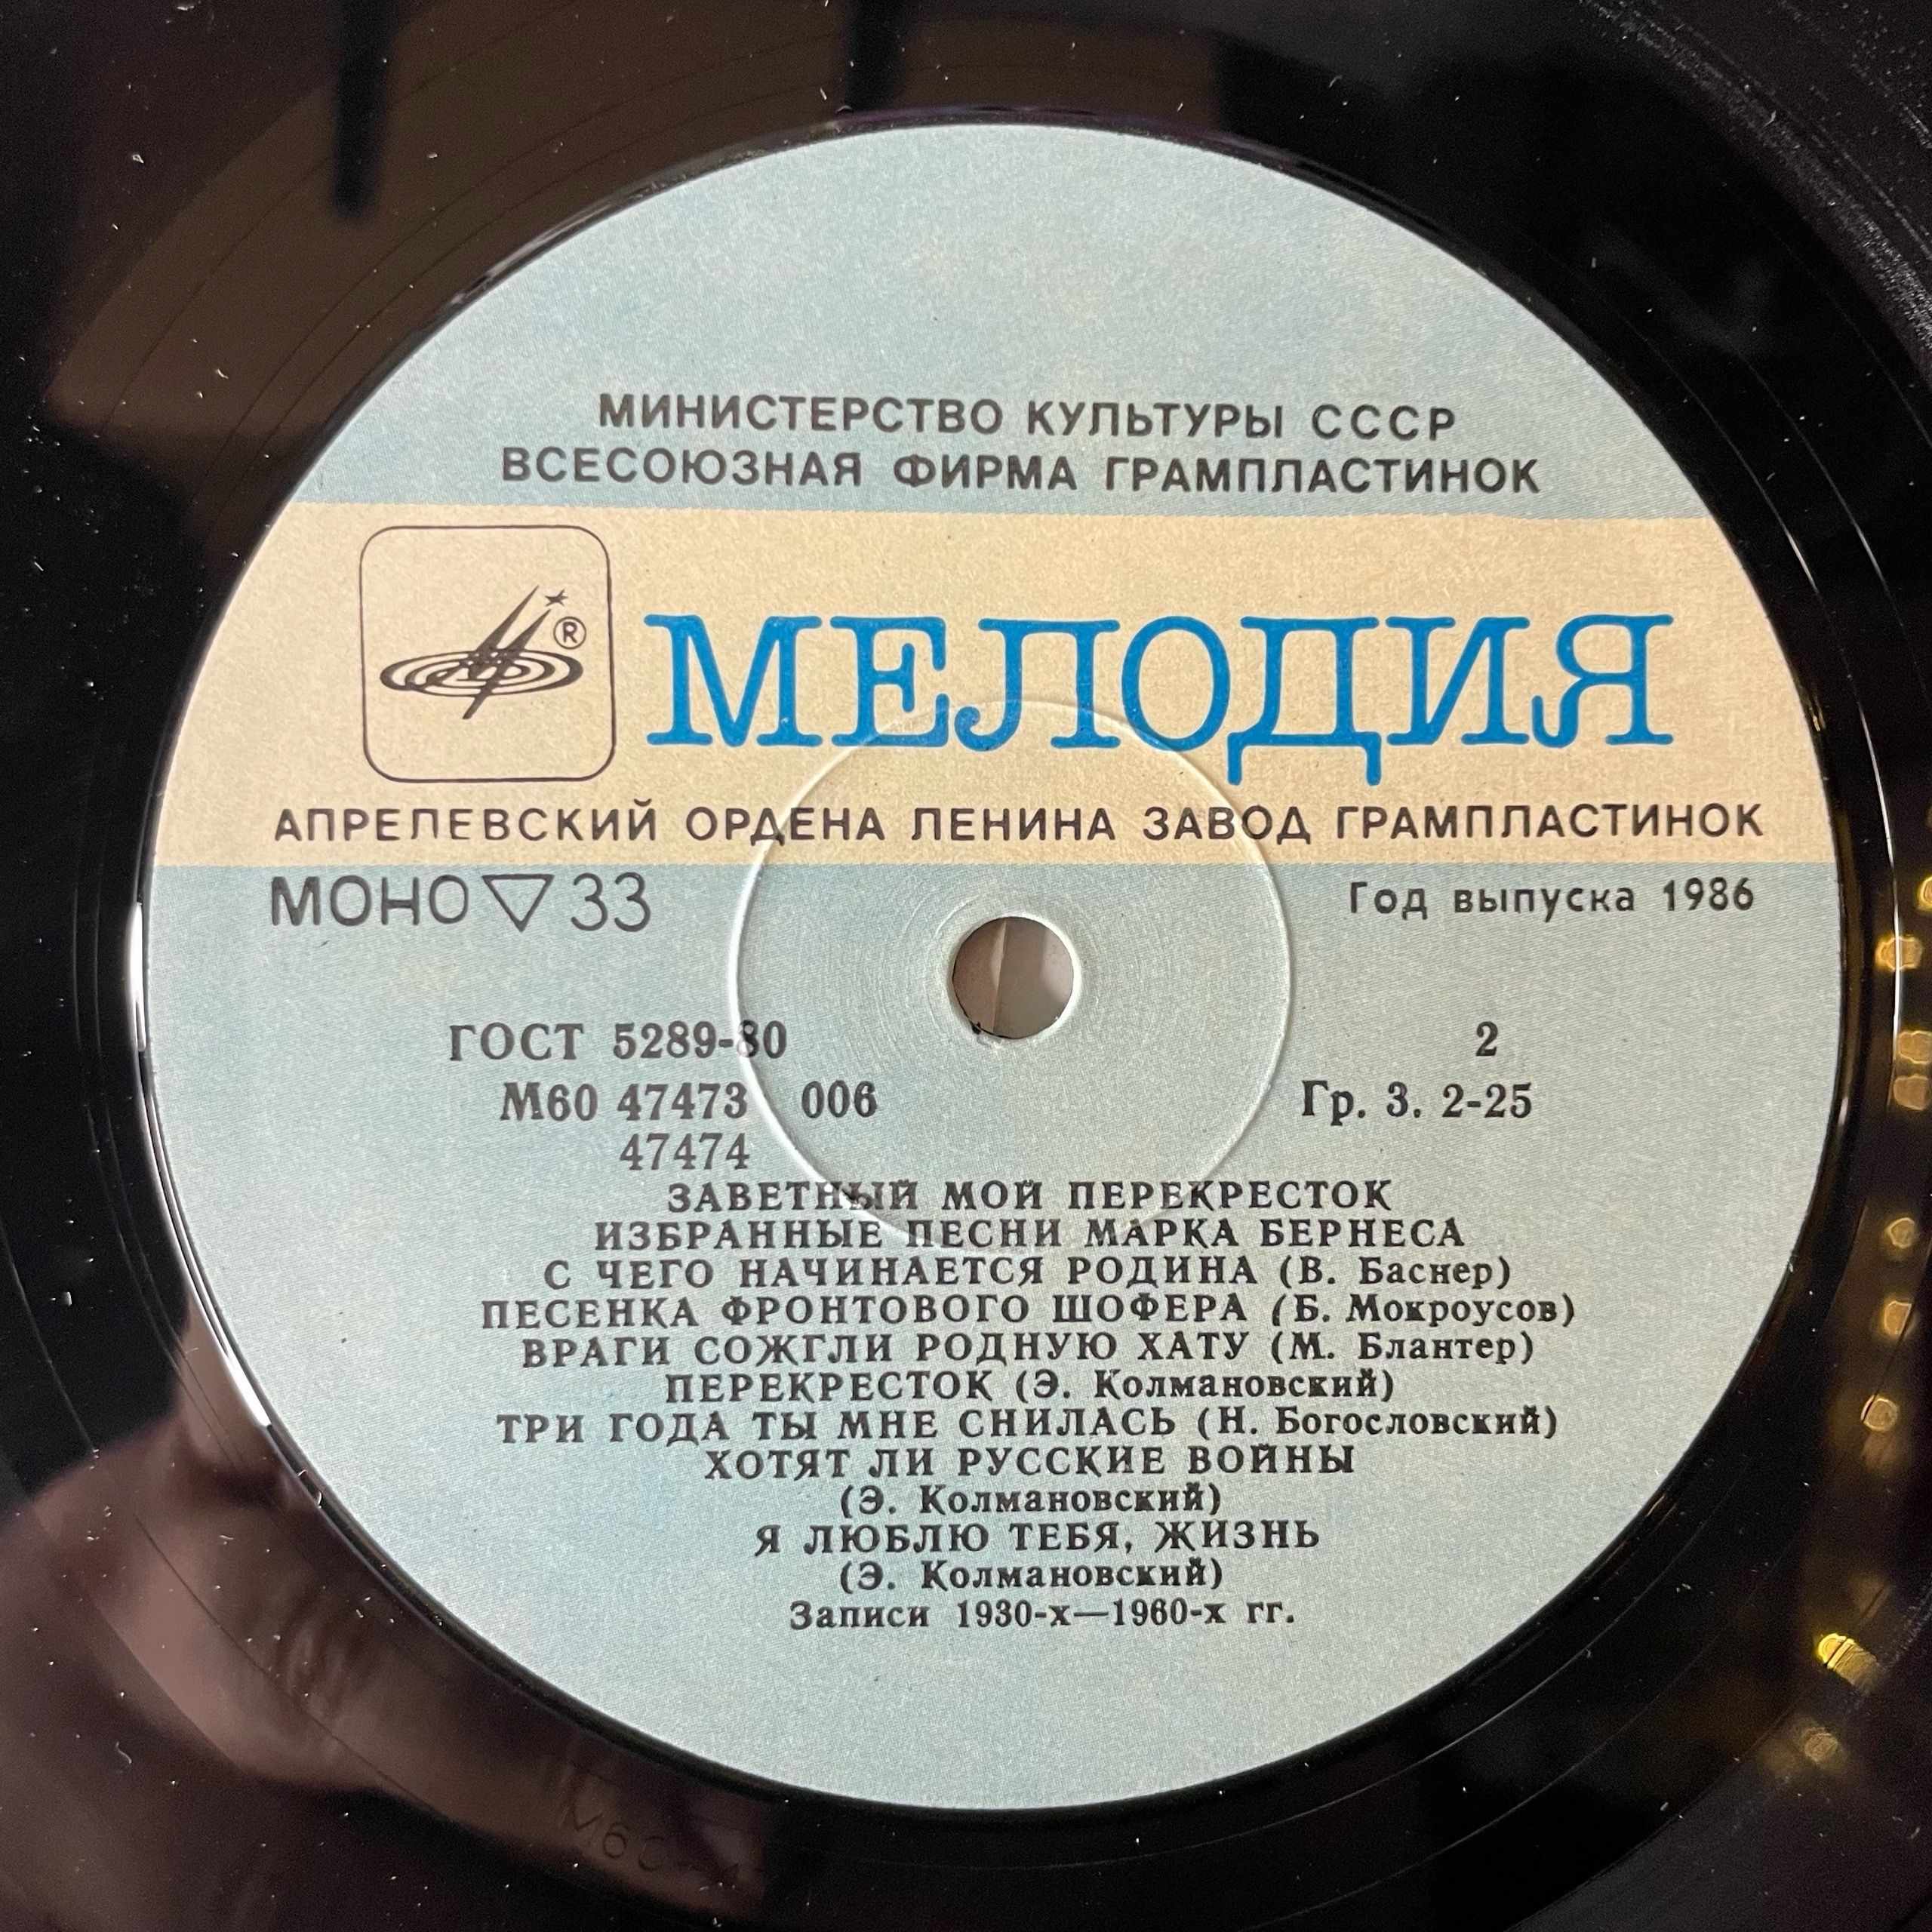 МИНИСТЕРСТВО КУЛЬТУРЫ СССР
ВСЕСОЮЗНАЯ ФИРМА ГРАМПЛАСТИНОК
®
МЕЛОДИЯ
АПРЕЛЕВСКИЙ ОРДЕНА ЛЕНИНА ЗАВОД ГРАМПЛАСТИНОК
МОНО ▽ 33 Год выпуска 1986
ГОСТ 5289-80 2
М60 47473 006 Гр. 3. 2-25
47474
ЗАВЕТНЫЙ МОЙ ПЕРЕКРЕСТОК
ИЗБРАННЫЕ ПЕСНИ МАРКА БЕРНЕСА
С ЧЕГО НАЧИНАЕТСЯ РОДИНА (В. Баснер)
ПЕСЕНКА ФРОНТОВОГО ШОФЕРА (Б. Мокроусов)
ВРАГИ СОЖГЛИ РОДНУЮ ХАТУ (М. Блантер)
ПЕРЕКРЕСТОК (Э. Колмановский)
ТРИ ГОДА ТЫ МНЕ СНИЛАСЬ (Н. Богословский)
ХОТЯТ ЛИ РУССКИЕ ВОЙНЫ
(Э. Колмановский)
Я ЛЮБЛЮ ТЕБЯ, ЖИЗНЬ
(Э. Колмановский)
Записи 1930-х—1960-х гг.